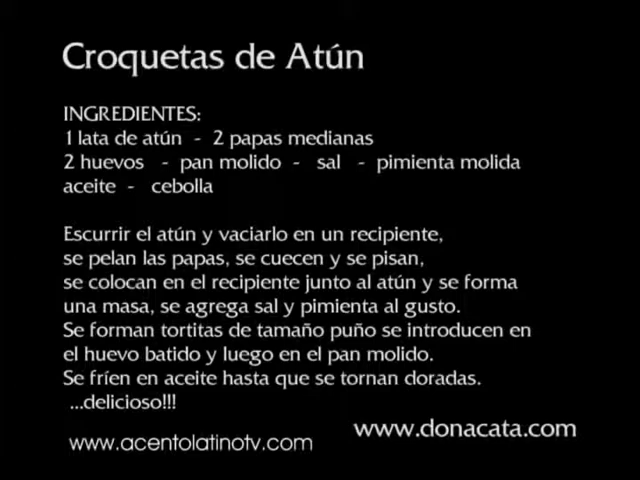 Croquetas de Atún
INGREDIENTES:
1 lata de atún - 2 papas medianas
2 huevos - pan molido - sal - pimienta molida
aceite - cebolla
Escurrir el atún y vaciarlo en un recipiente,
se pelan las papas, se cuecen y se pisan,
se colocan en el recipiente junto al atún y se forma
una masa, se agrega sal y pimienta al gusto.
Se forman tortitas de tamaño puño se introducen en
el huevo batido y luego en el pan molido.
Se fríen en aceite hasta que se tornan doradas.
...delicioso!!!
www.donacata.com
www.acentolatinotv.com